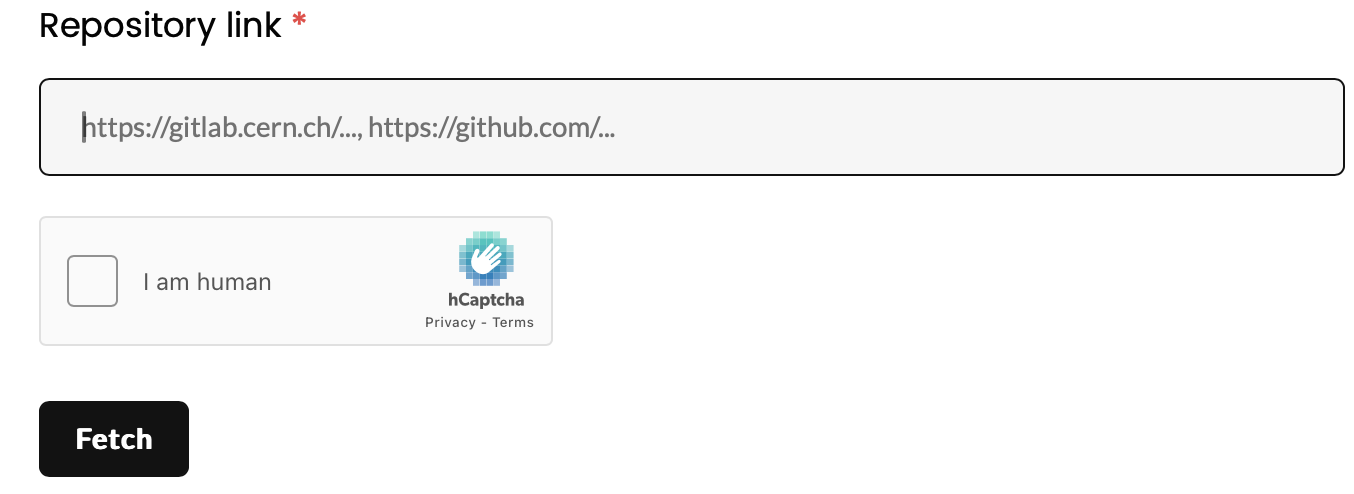 Repository link *
https://gitlab.cern.ch/..., https://github.com/...
I am human
hCaptcha
Privacy - Terms
Fetch